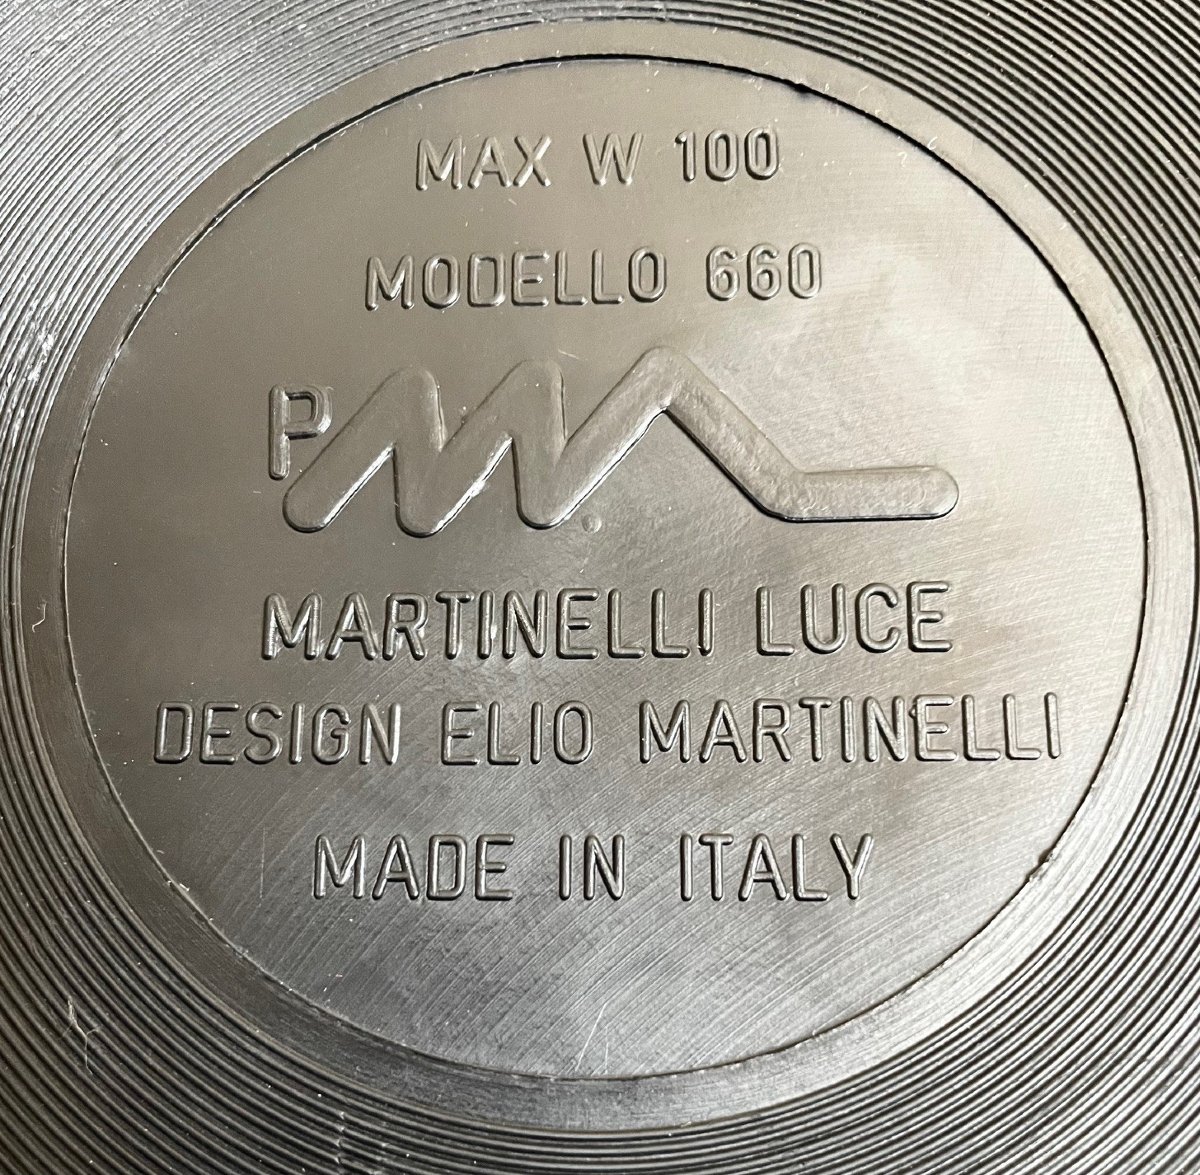 MAX W 100
MODELLO 660
P
MARTINELLI LUCE
DESIGN ELIO MARTINELLI
MADE IN ITALY